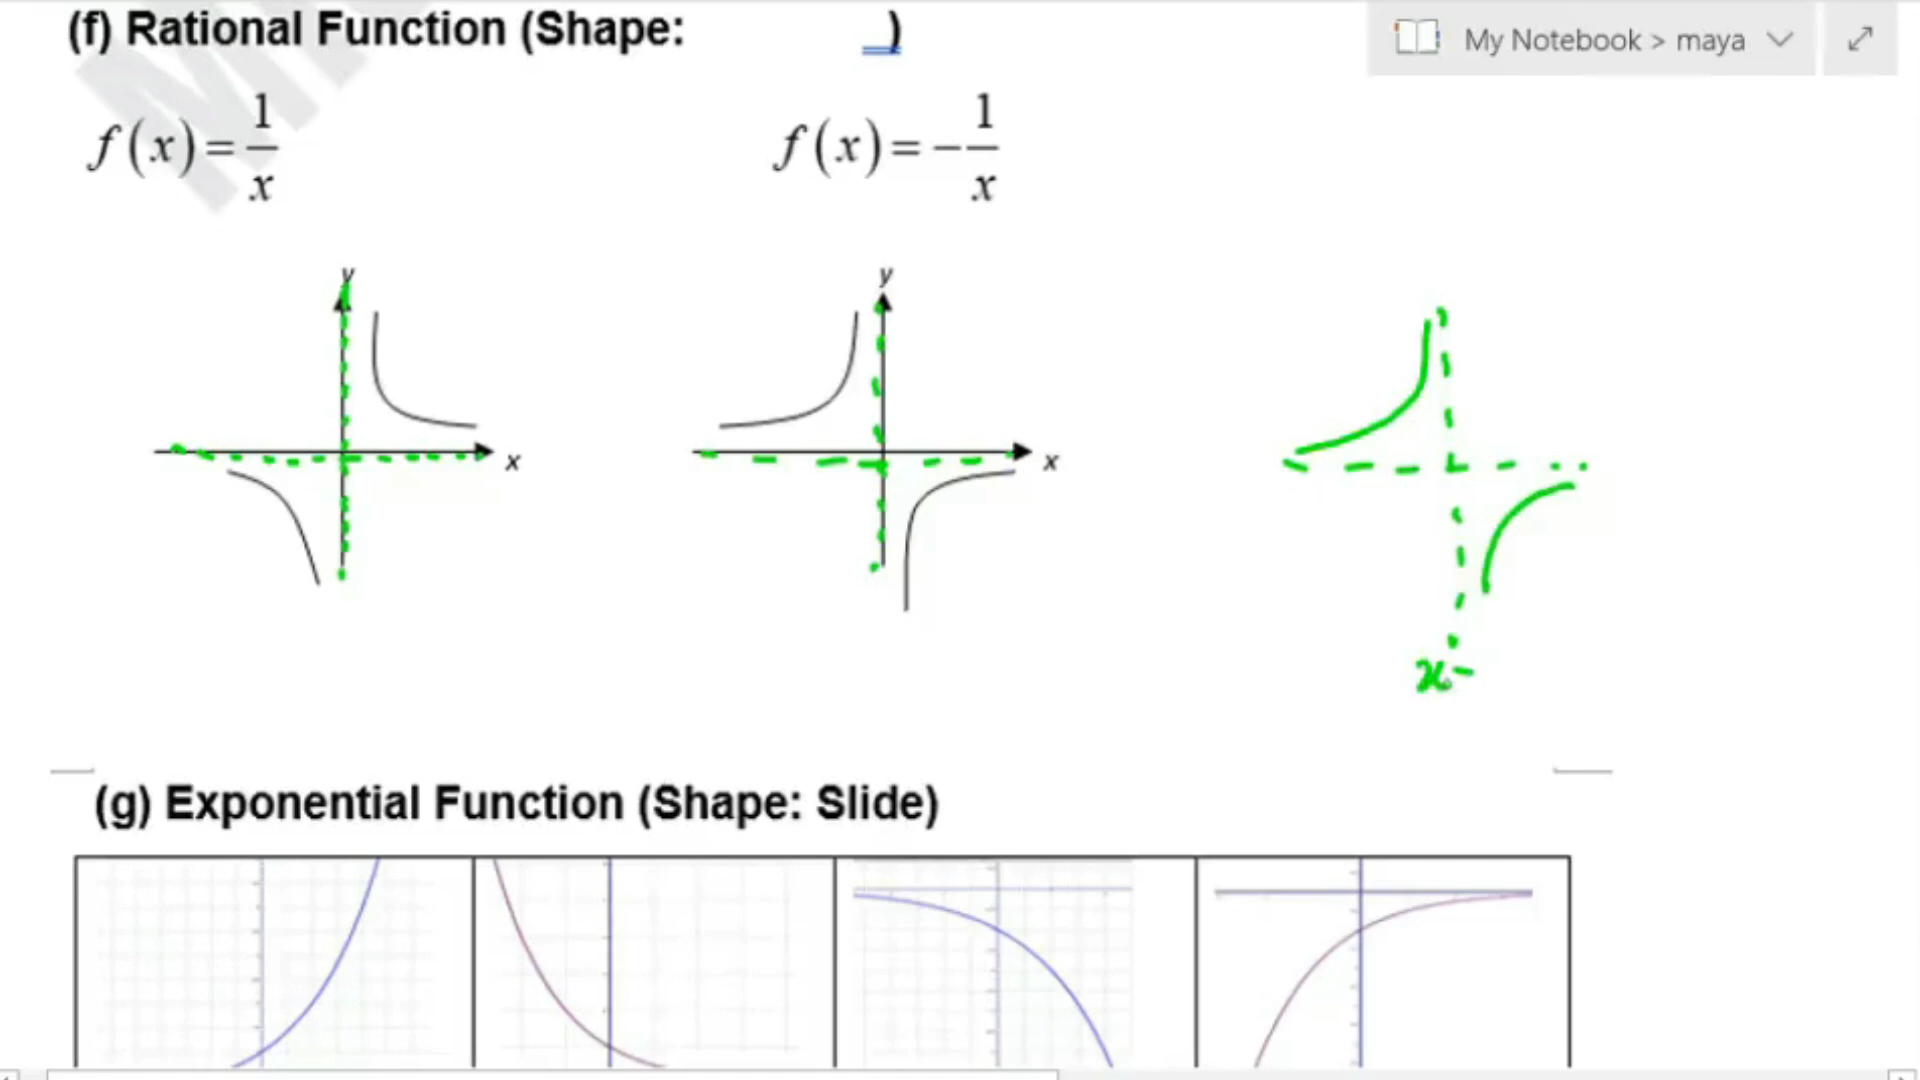 (f) Rational Function (Shape: _)
My Notebook > maya
f(x) = 1/x
f(x) = -1/x
y
y
x
x
x-
(g) Exponential Function (Shape: Slide)